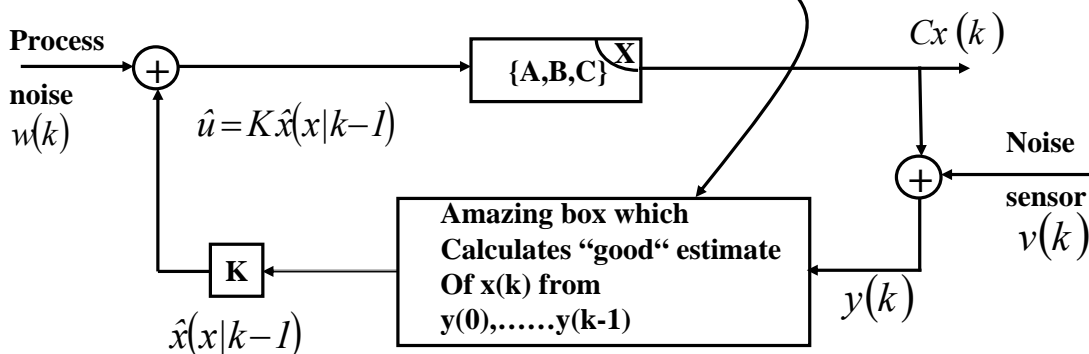 Process
noise
w(k)
+
û = Kx̂(x|k−1)
{A,B,C}
X
Cx(k)
Noise
sensor
v(k)
+
Amazing box which
Calculates “good“ estimate
Of x(k) from
y(0),......y(k-1)
y(k)
K
x̂(x|k−1)